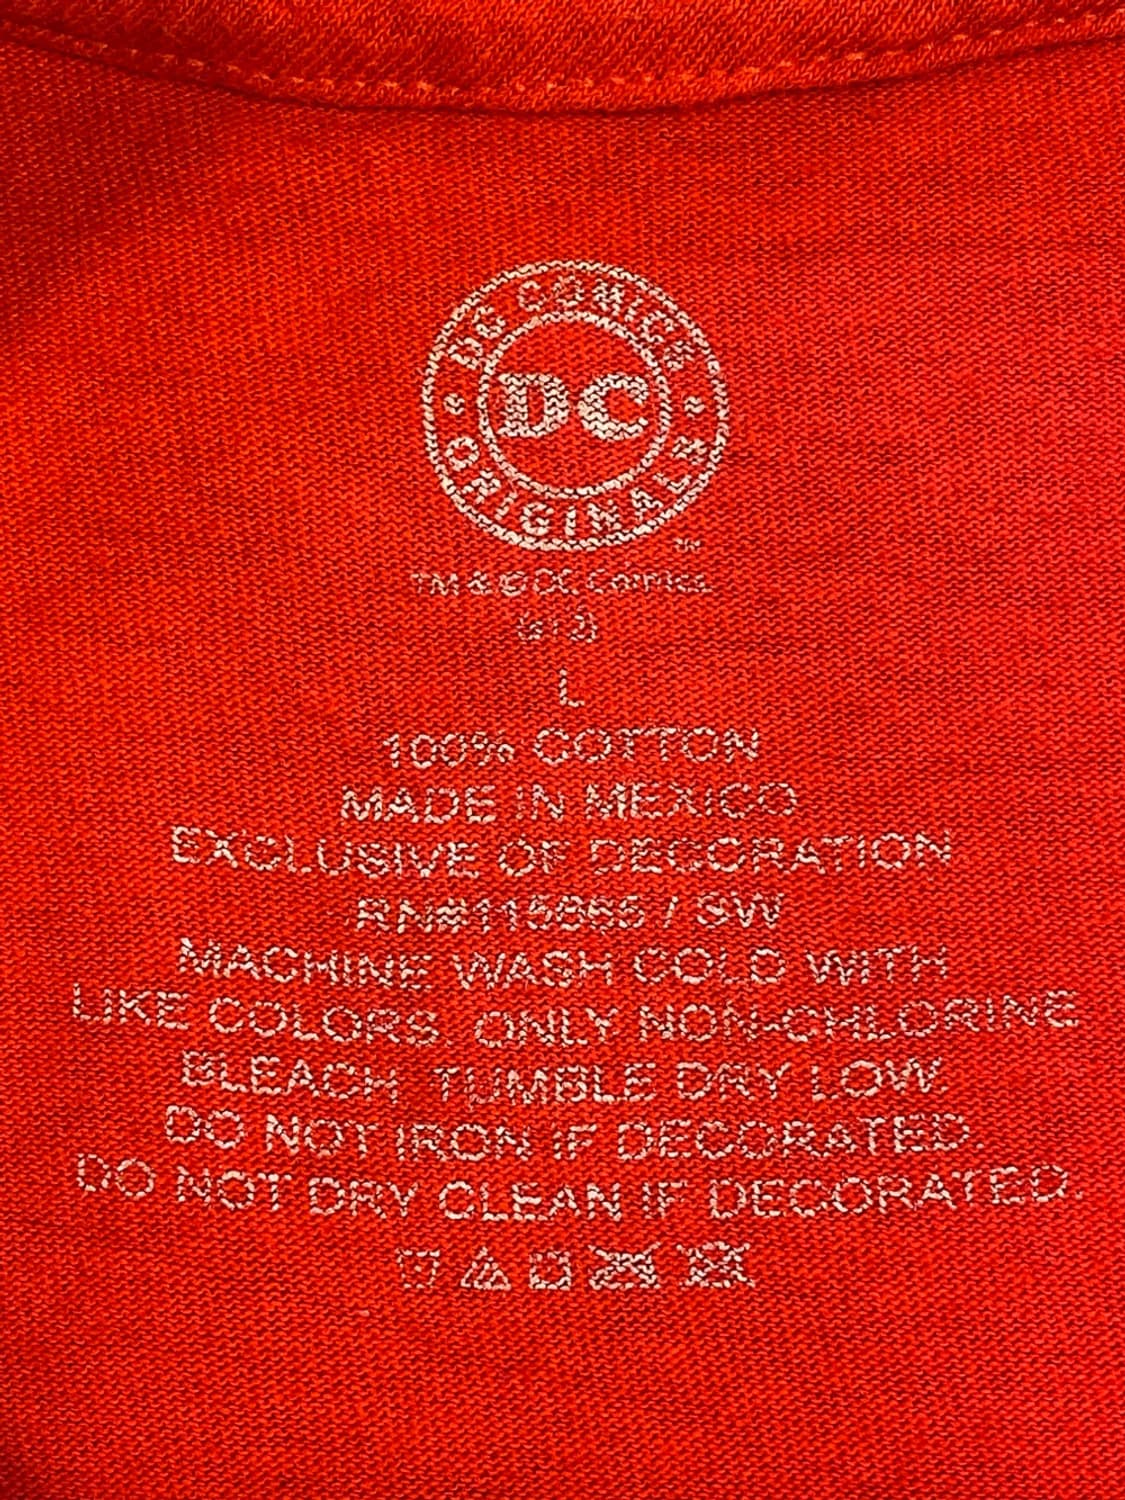 DC COMICS
DC
ORIGINALS
TM
TM & © DC Comics.
(s12)
L
100% COTTON
MADE IN MEXICO
EXCLUSIVE OF DECORATION
/ SW
MACHINE WASH COLD WITH
LIKE COLORS. ONLY NON-CHLORINE
BLEACH. TUMBLE DRY LOW.
DO NOT IRON IF DECORATED.
DO NOT DRY CLEAN IF DECORATED.